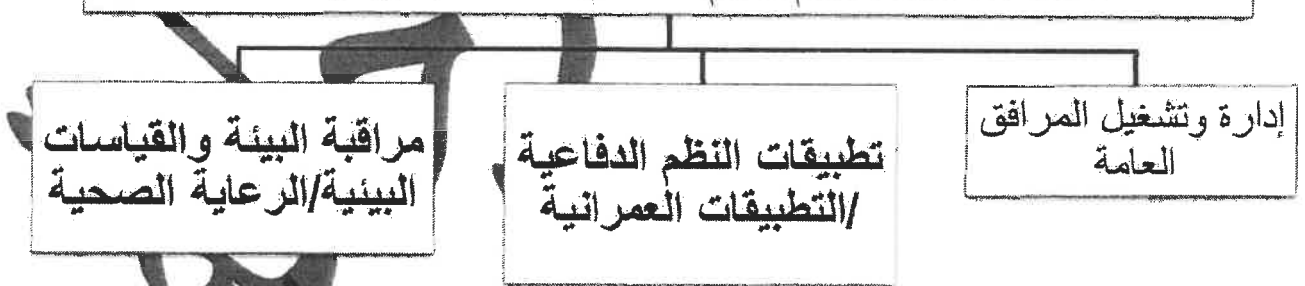 إدارة وتشغيل المرافق
العامة
تطبيقات النظم الدفاعية
/التطبيقات العمرانية
مراقبة البيئة والقياسات
البيئية/الرعاية الصحية